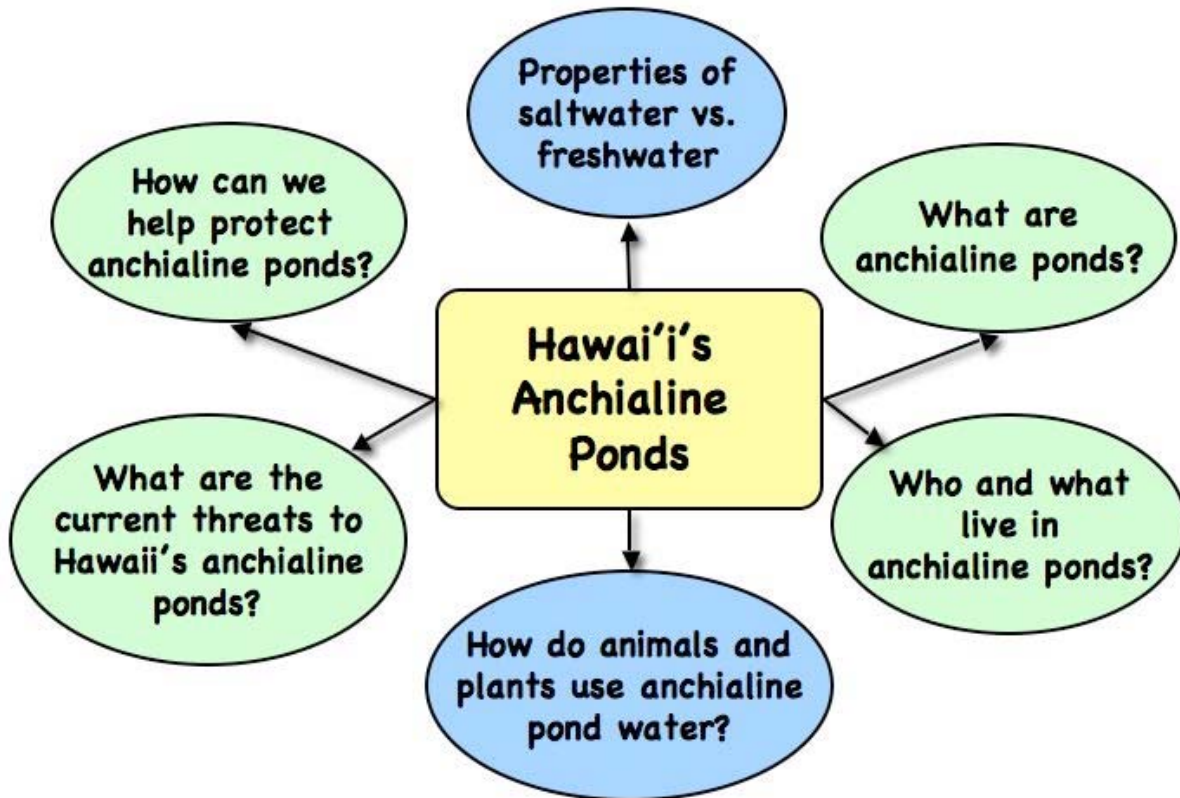 Properties of
saltwater vs.
freshwater
How can we
help protect
anchialine ponds?
What are
anchialine ponds?
Hawai'i's
Anchialine
Ponds
What are the
current threats to
Hawaii's anchialine
ponds?
Who and what
live in
anchialine ponds?
How do animals and
plants use anchialine
pond water?